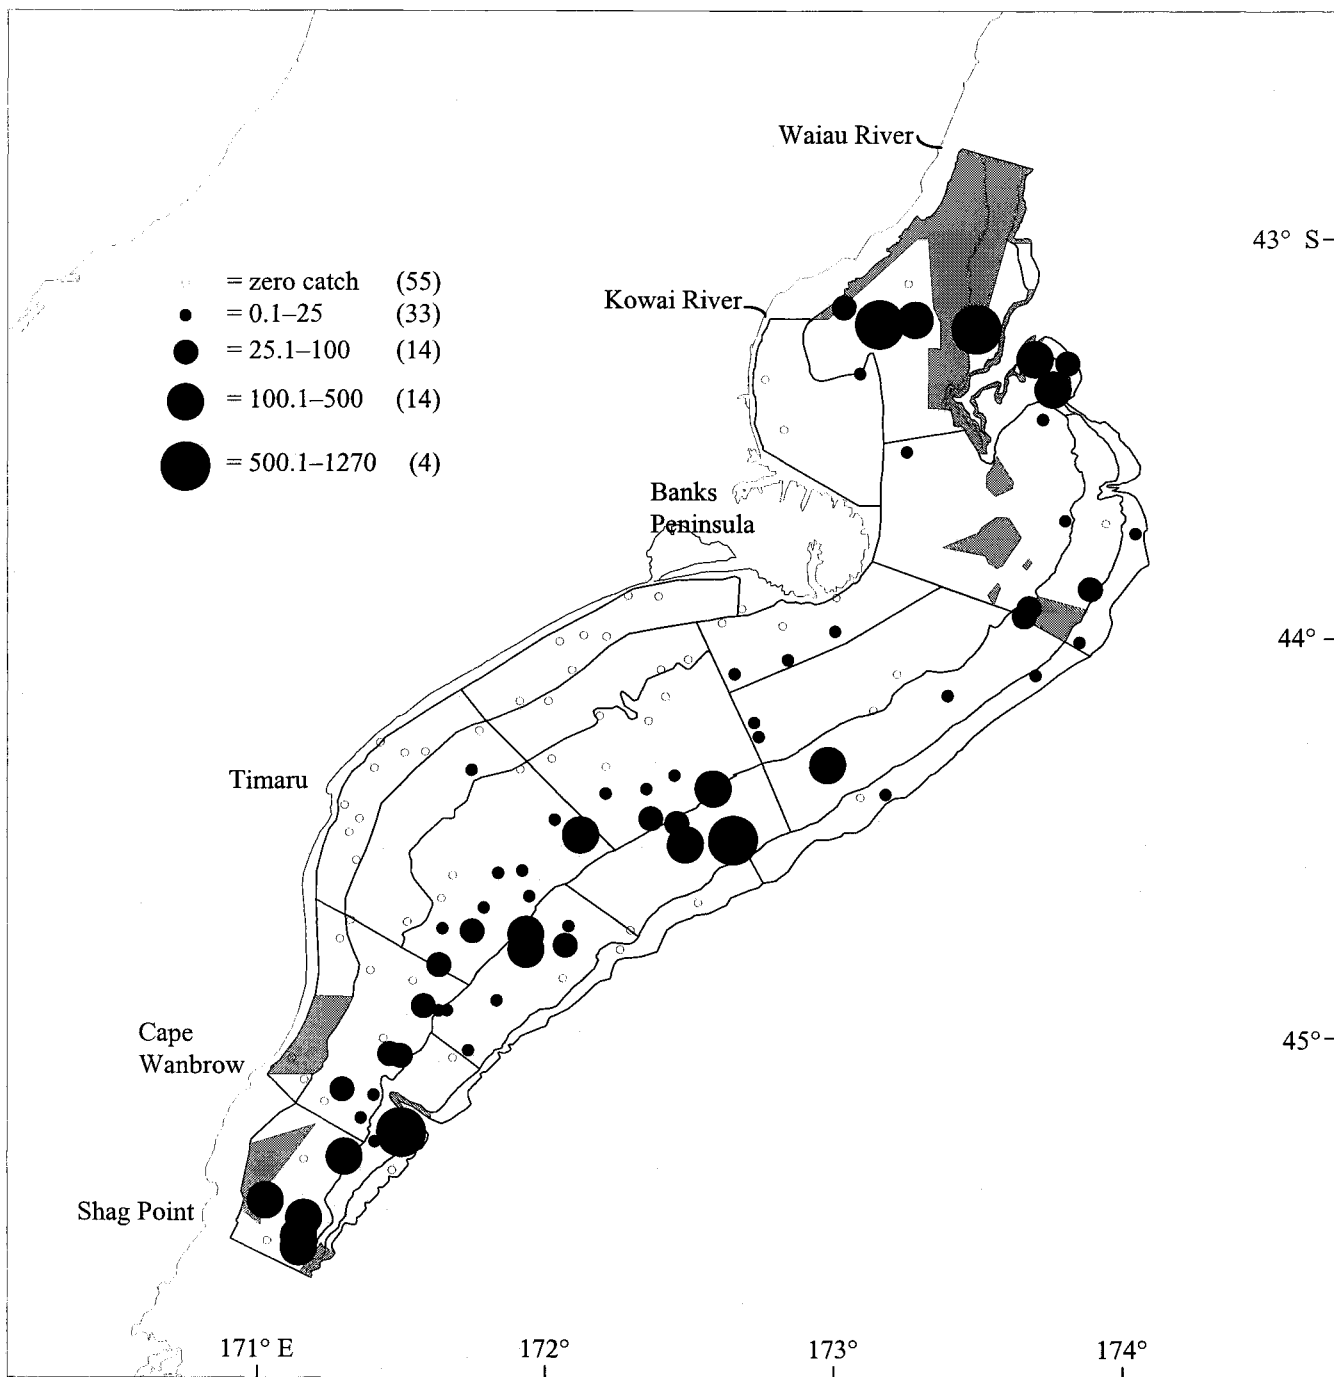 Waiau River
43° S
= zero catch (55)
= 0.1–25 (33)
= 25.1–100 (14)
= 100.1–500 (14)
= 500.1–1270 (4)
Kowai River
Banks
Peninsula
44°
Timaru
Cape
Wanbrow
45°
Shag Point
171° E 172° 173° 174°